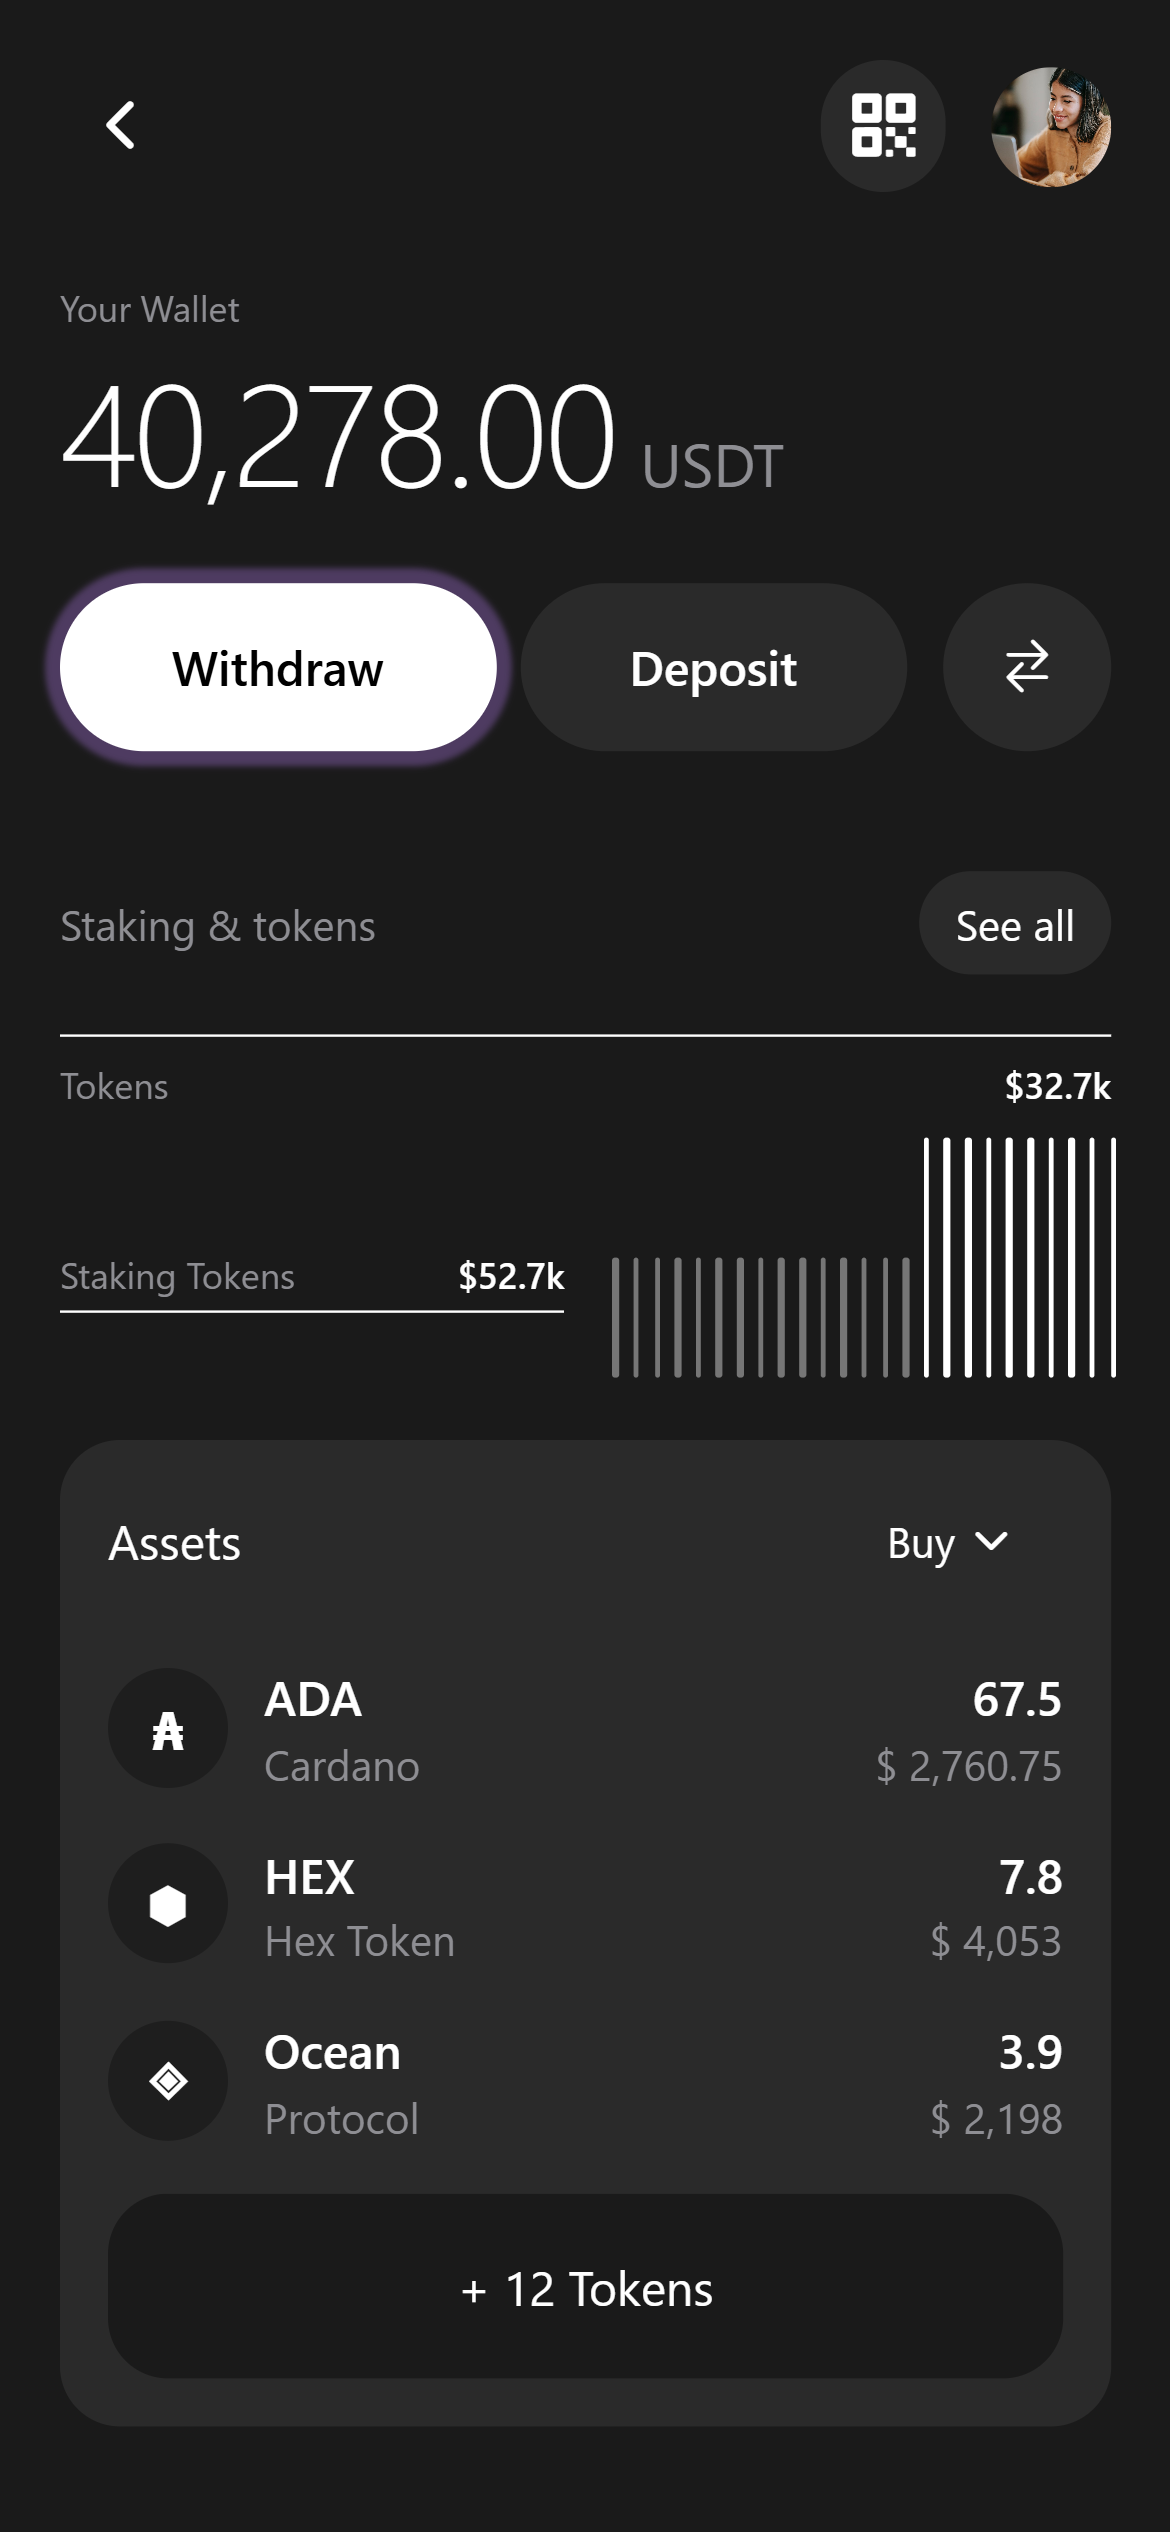 Your Wallet
40,278.00 USDT
Withdraw
Deposit
Staking & tokens
See all
Tokens
$32.7k
Staking Tokens
$52.7k
Assets
Buy
ADA
67.5
Cardano
$ 2,760.75
HEX
7.8
Hex Token
$ 4,053
Ocean
3.9
Protocol
$ 2,198
+ 12 Tokens